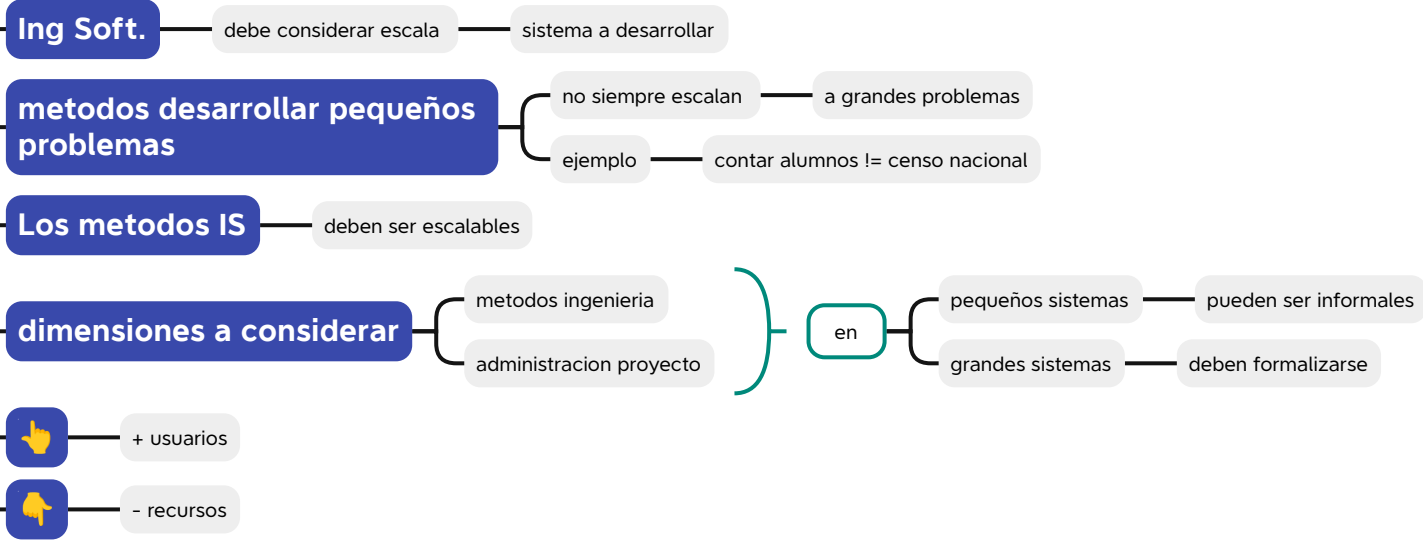 Ing Soft.
debe considerar escala
sistema a desarrollar
metodos desarrollar pequeños
problemas
no siempre escalan
a grandes problemas
ejemplo
contar alumnos != censo nacional
Los metodos IS
deben ser escalables
dimensiones a considerar
metodos ingenieria
administracion proyecto
en
pequeños sistemas
pueden ser informales
grandes sistemas
deben formalizarse
👆
+ usuarios
👇
- recursos